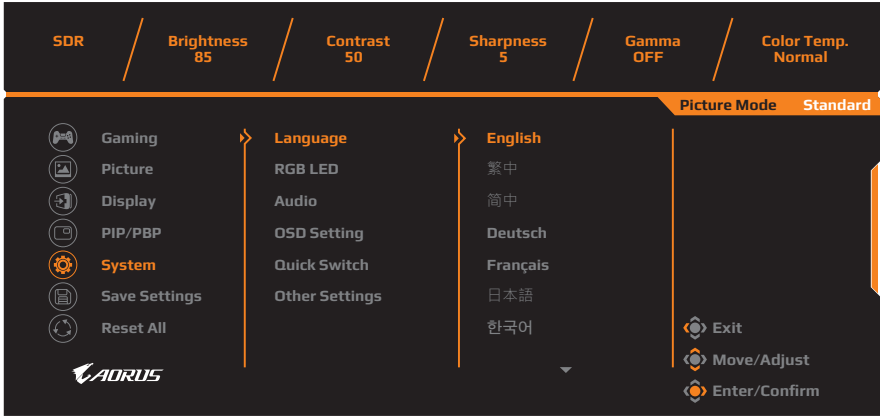 SDR
Brightness
85
Contrast
50
Sharpness
5
Gamma
OFF
Color Temp.
Normal
Picture Mode Standard
Gaming
Picture
Display
PIP/PBP
System
Save Settings
Reset All
Language
RGB LED
Audio
OSD Setting
Quick Switch
Other Settings
English
繁中
简中
Deutsch
Français
日本語
한국어
Exit
Move/Adjust
Enter/Confirm
AORUS